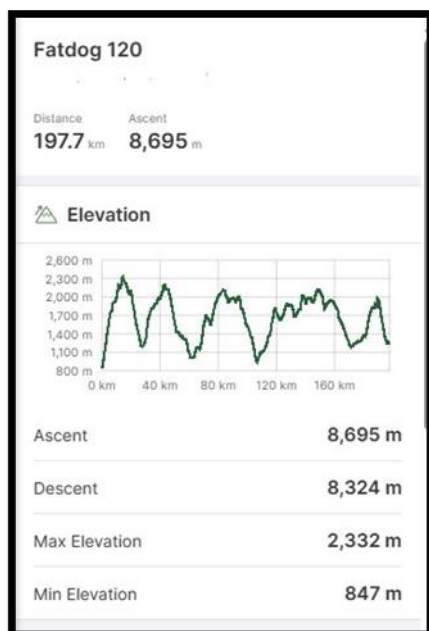 Fatdog 120
Distance Ascent
197.7 km 8,695 m
Elevation
2,600 m
2,300 m
2,000 m
1,700 m
1,400 m
1,100 m
800 m
0 km 40 km 80 km 120 km 160 km
Ascent 8,695 m
Descent 8,324 m
Max Elevation 2,332 m
Min Elevation 847 m